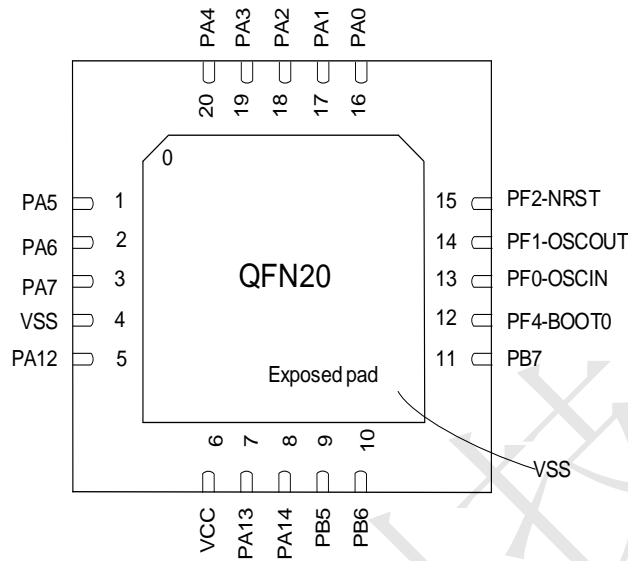 PA4 PA3 PA2 PA1 PA0
20 19 18 17 16
0
PA5 1 15 PF2-NRST
PA6 2 14 PF1-OSCOUT
PA7 3 QFN20 13 PF0-OSCIN
VSS 4 12 PF4-BOOT0
PA12 5 11 PB7
Exposed pad
6 7 8 9 10
VSS
VCC PA13 PA14 PB5 PB6